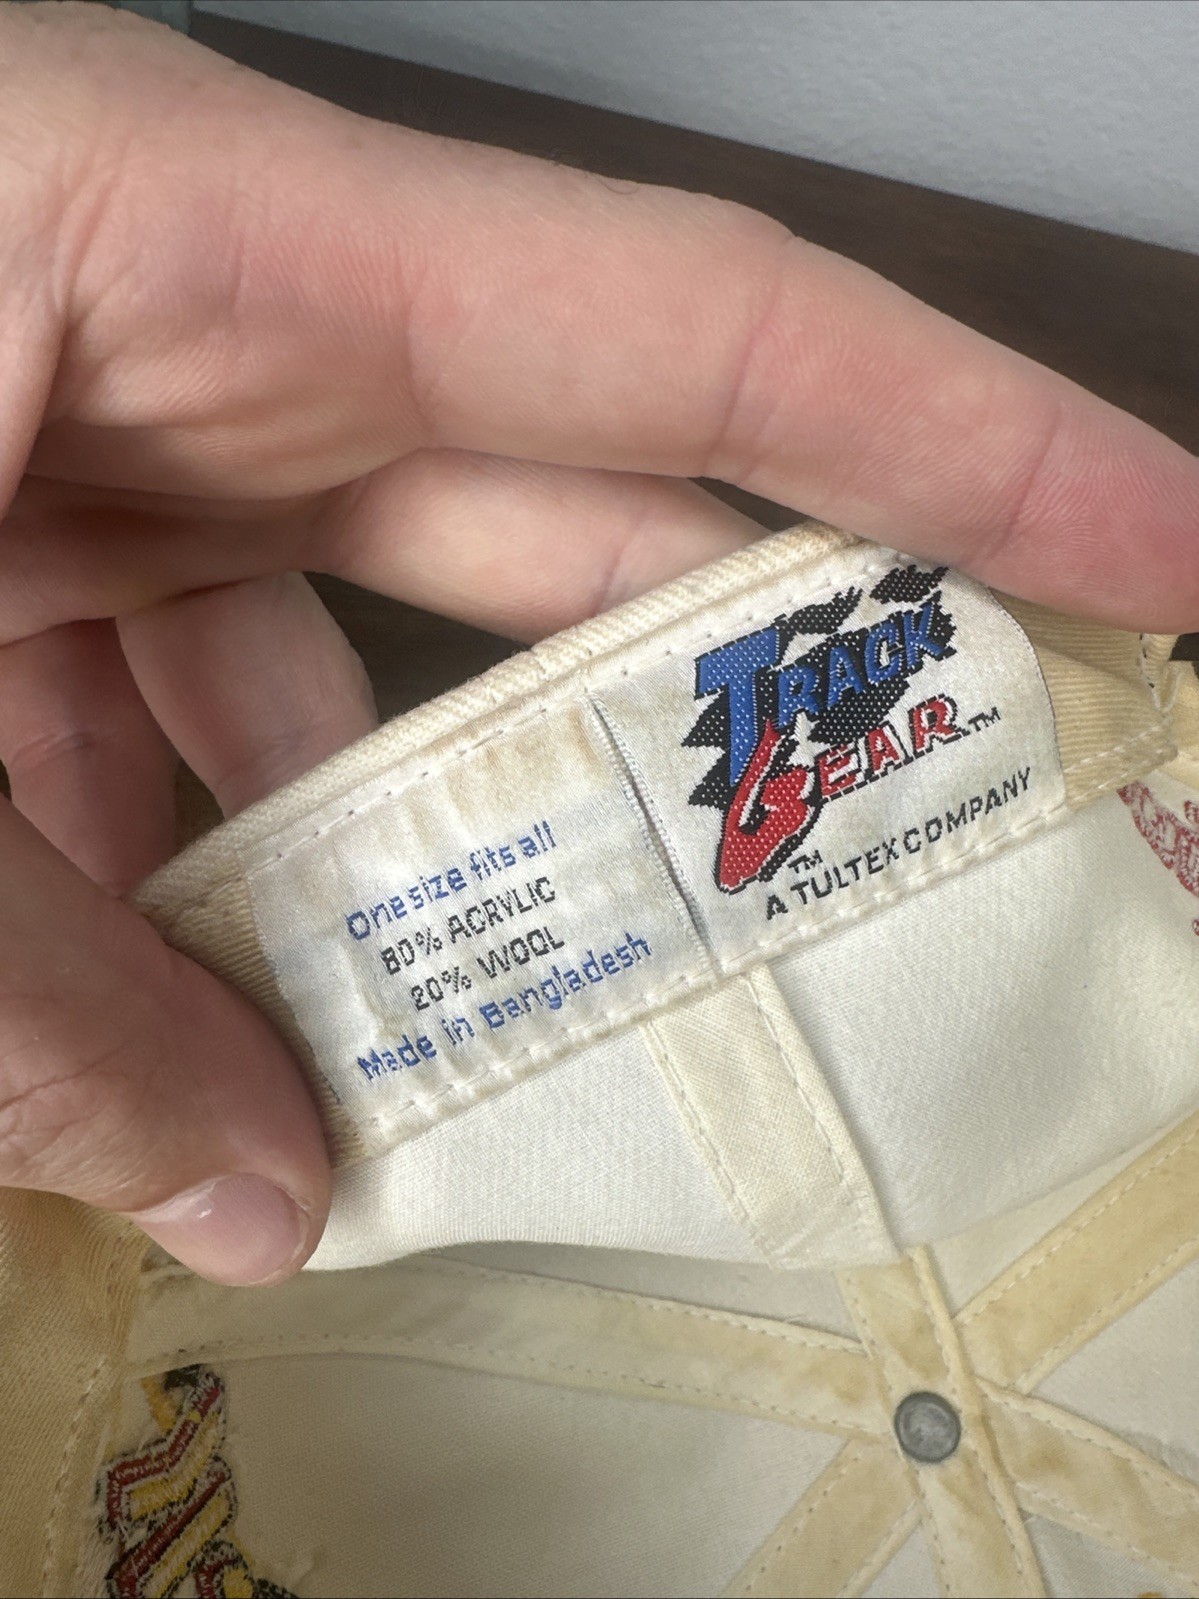 One size fits all
80% ACRYLIC
20% WOOL
Made in Bangladesh
TRACK
GEAR™
™
A TULTEX COMPANY